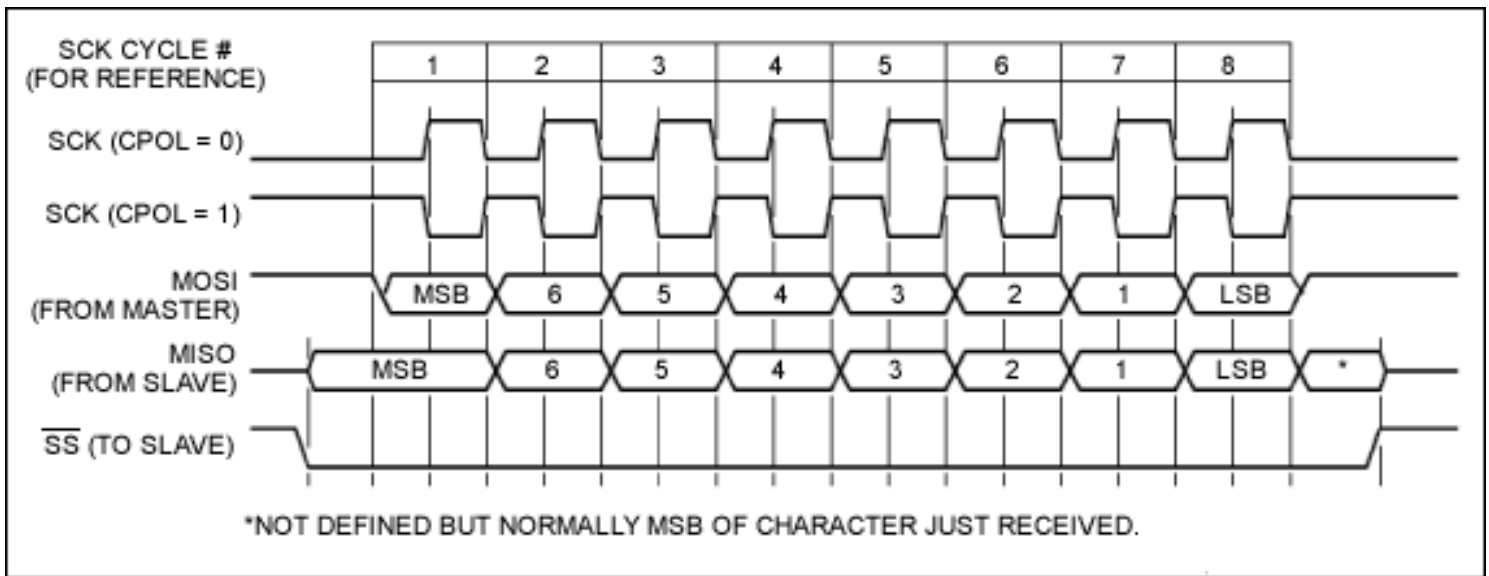 SCK CYCLE #
(FOR REFERENCE)
1 2 3 4 5 6 7 8
SCK (CPOL = 0)
SCK (CPOL = 1)
MOSI
(FROM MASTER)
MSB 6 5 4 3 2 1 LSB
MISO
(FROM SLAVE)
MSB 6 5 4 3 2 1 LSB *
S̅S̅ (TO SLAVE)
*NOT DEFINED BUT NORMALLY MSB OF CHARACTER JUST RECEIVED.